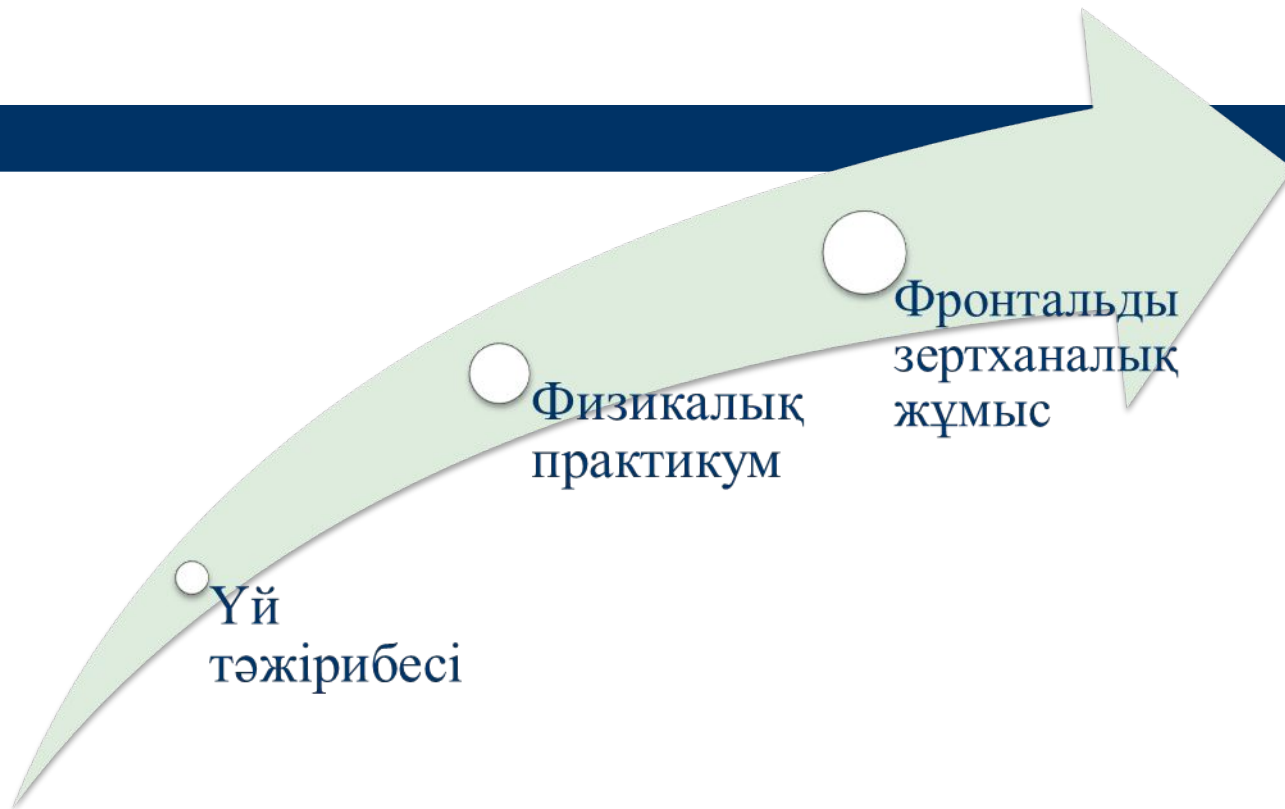 Фронтальды
зертханалық
жұмыс
Физикалық
практикум
Үй
тәжірибесі